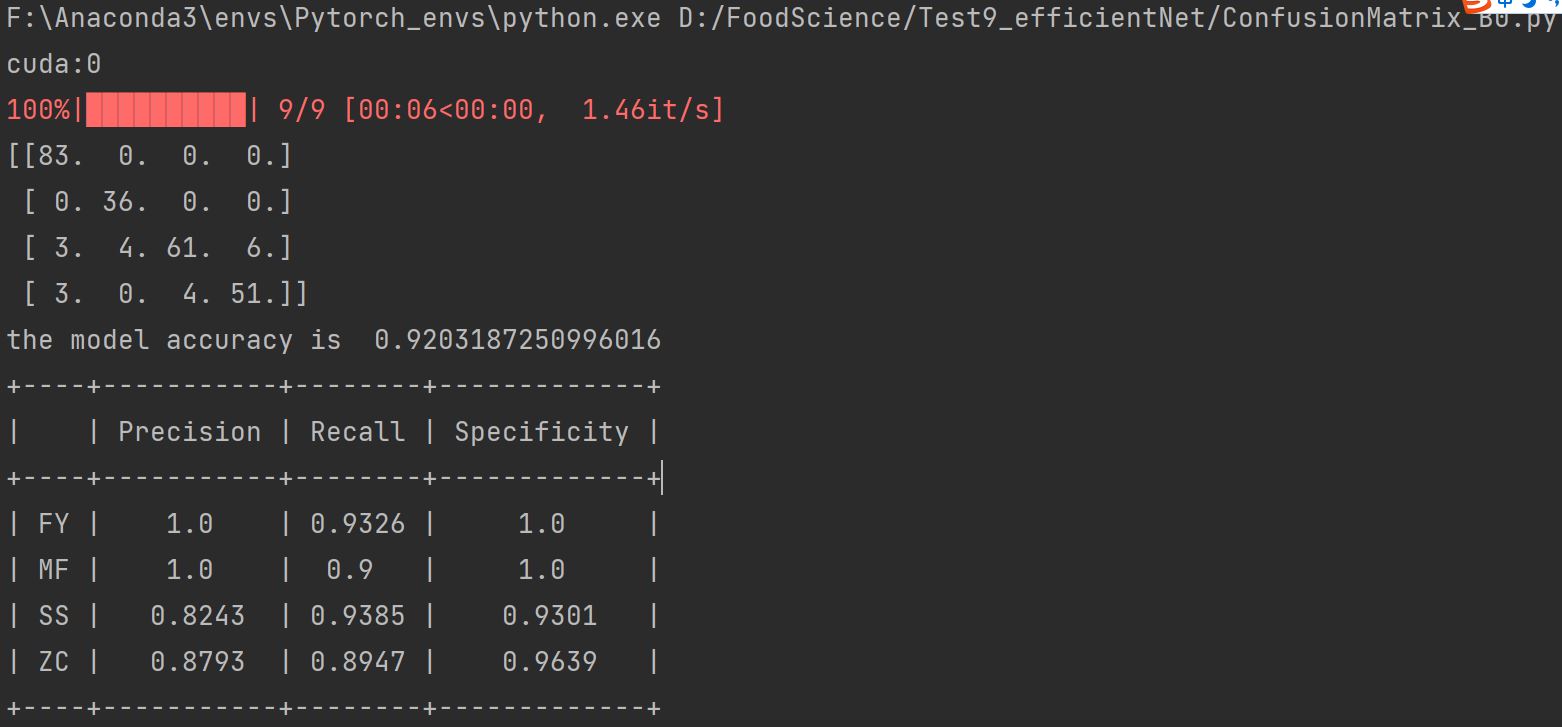 F:\Anaconda3\envs\Pytorch_envs\python.exe D:/FoodScience/Test9_efficientNet/ConfusionMatrix_B0.py
cuda:0
100%|██████████| 9/9 [00:06<00:00,  1.46it/s]
[[83.  0.  0.  0.]
 [ 0. 36.  0.  0.]
 [ 3.  4. 61.  6.]
 [ 3.  0.  4. 51.]]
the model accuracy is  0.9203187250996016
+----+-----------+--------+-------------+
|    | Precision | Recall | Specificity |
+----+-----------+--------+-------------+
| FY |    1.0    | 0.9326 |     1.0     |
| MF |    1.0    |  0.9   |     1.0     |
| SS |   0.8243  | 0.9385 |    0.9301   |
| ZC |   0.8793  | 0.8947 |    0.9639   |
+----+-----------+--------+-------------+